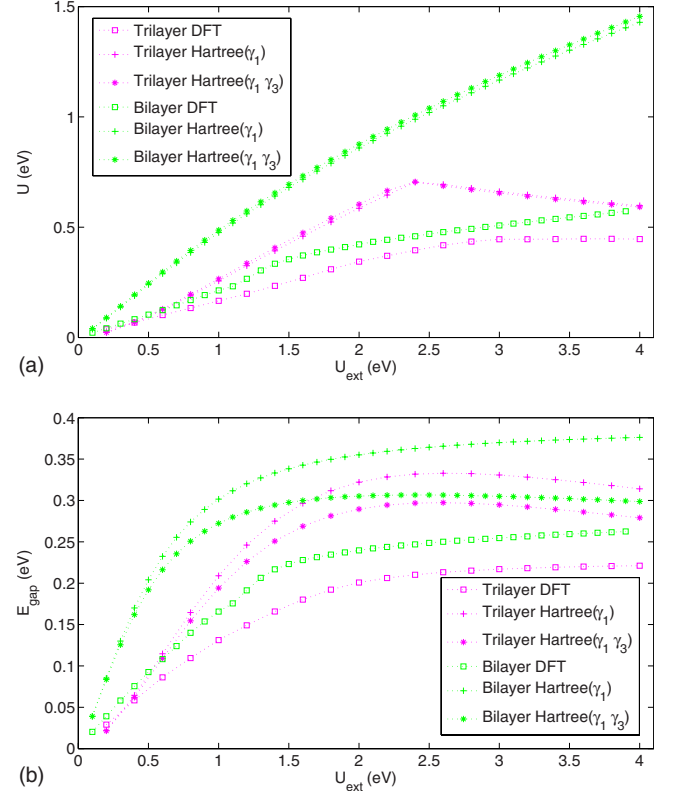 1.5
1
0.5
0
U (eV)
Trilayer DFT
Trilayer Hartree(γ1)
Trilayer Hartree(γ1 γ3)
Bilayer DFT
Bilayer Hartree(γ1)
Bilayer Hartree(γ1 γ3)
0 0.5 1 1.5 2 2.5 3 3.5 4
(a)
Uext (eV)
0.4
0.35
0.3
0.25
0.2
0.15
0.1
0.05
0
Egap (eV)
Trilayer DFT
Trilayer Hartree(γ1)
Trilayer Hartree(γ1 γ3)
Bilayer DFT
Bilayer Hartree(γ1)
Bilayer Hartree(γ1 γ3)
0 0.5 1 1.5 2 2.5 3 3.5 4
(b)
Uext (eV)